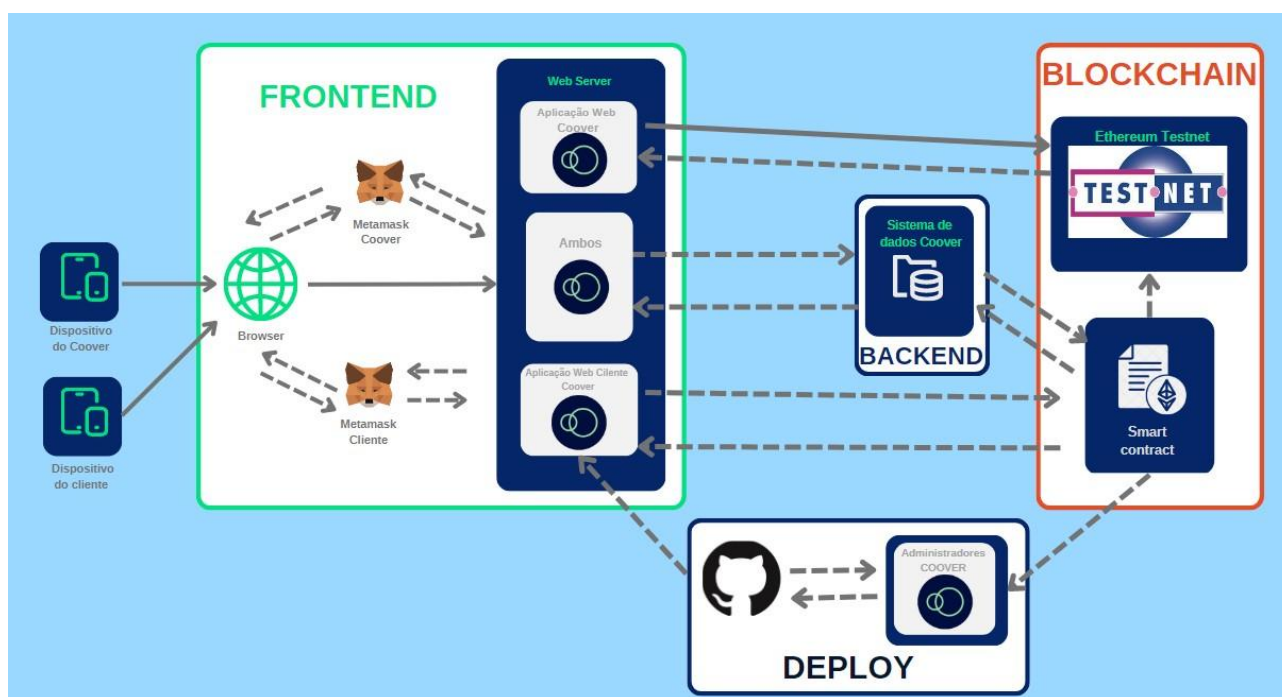 FRONTEND
Web Server
Aplicação Web
Coover
Metamask
Coover
Ambos
Browser
Dispositivo
do Coover
Dispositivo
do cliente
Metamask
Cliente
Aplicação Web Cilente
Coover
Sistema de
dados Coover
BACKEND
BLOCKCHAIN
Ethereum Testnet
TEST NET
Smart
contract
Administradores
COOVER
DEPLOY